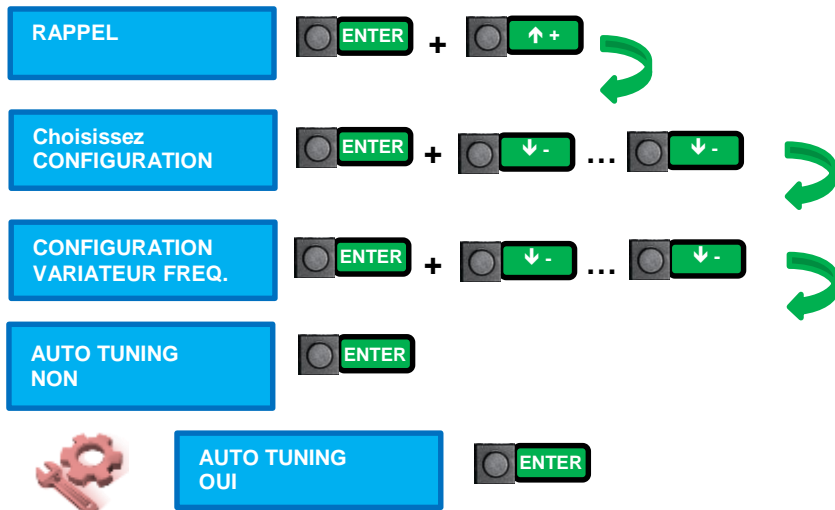 RAPPEL
ENTER + ↑ +
Choisissez
CONFIGURATION
ENTER + ↓ - ... ↓ -
CONFIGURATION
VARIATEUR FREQ.
ENTER + ↓ - ... ↓ -
AUTO TUNING
NON
ENTER
AUTO TUNING
OUI
ENTER